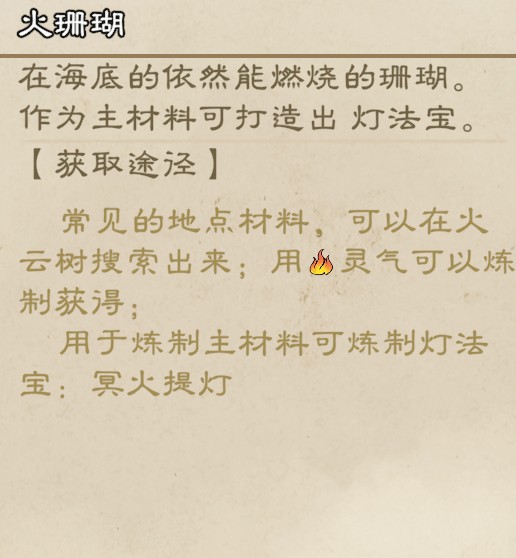 火珊瑚
在海底的依然能燃烧的珊瑚。
作为主材料可打造出 灯法宝。
【获取途径】
常见的地点材料，可以在火
云树搜索出来；用🔥灵气可以炼
制获得；
用于炼制主材料可炼制灯法
宝：冥火提灯